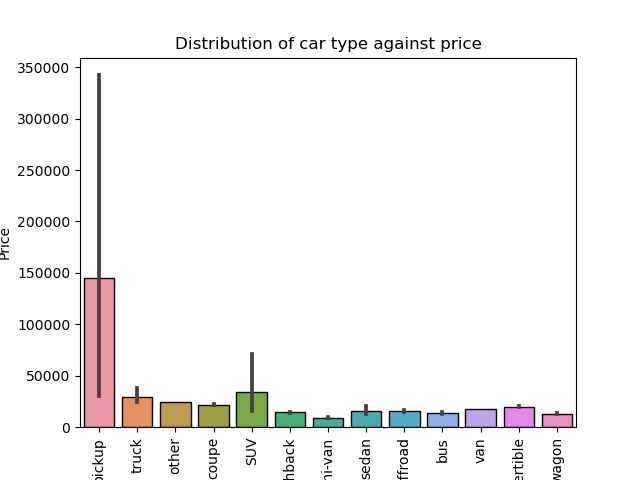 Distribution of car type against price
350000
300000
250000
200000
150000
100000
50000
0
Price
pickup
truck
other
coupe
SUV
hback
ni-van
sedan
ffroad
bus
van
ertible
wagon